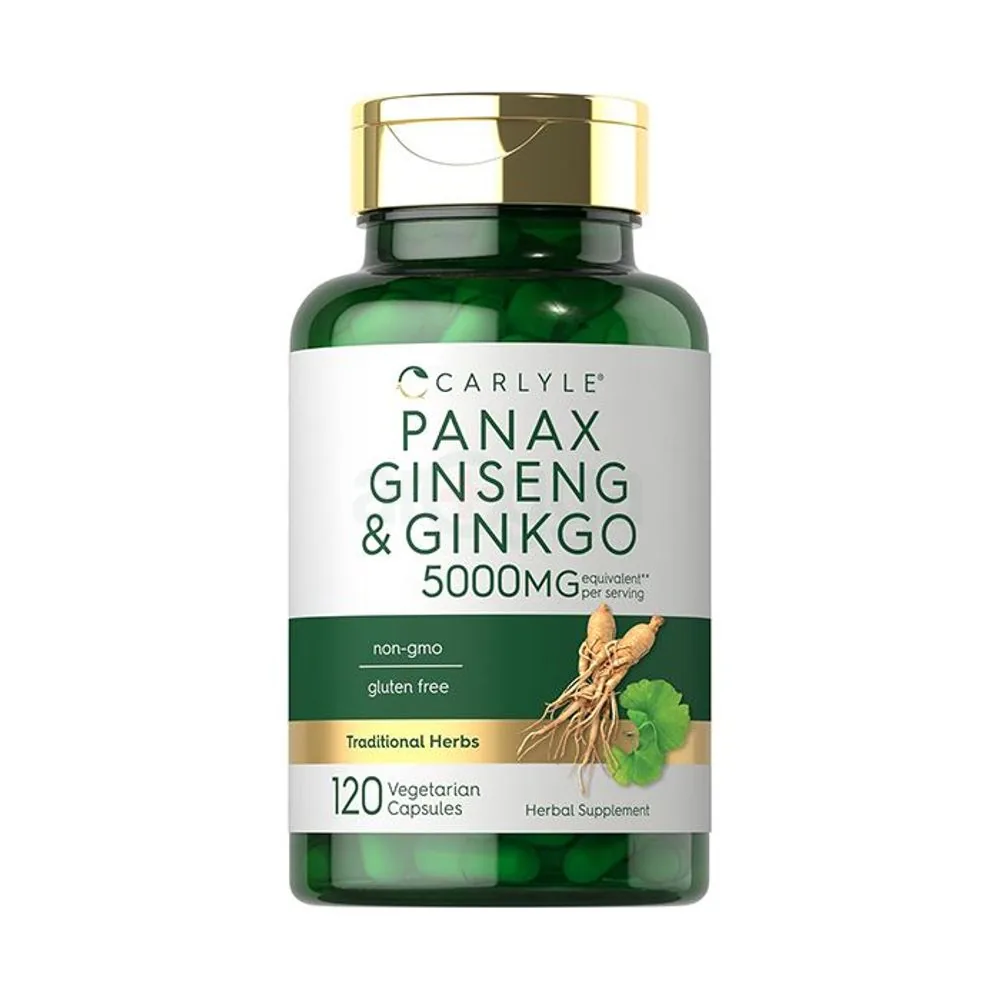 CARLYLE®
PANAX
GINSENG
& GINKGO
5000MG equivalent**
per serving
non-gmo
gluten free
Traditional Herbs
120 Vegetarian
Capsules
Herbal Supplement